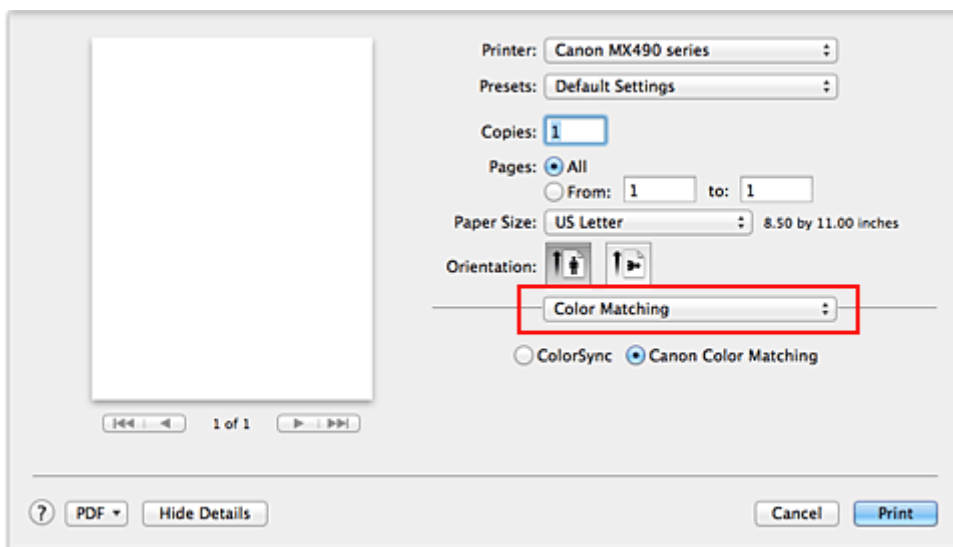 Printer: Canon MX490 series
Presets: Default Settings
Copies: 1
Pages: All
From: 1 to: 1
Paper Size: US Letter 8.50 by 11.00 inches
Orientation:
Color Matching
ColorSync Canon Color Matching
1 of 1
? PDF Hide Details Cancel Print